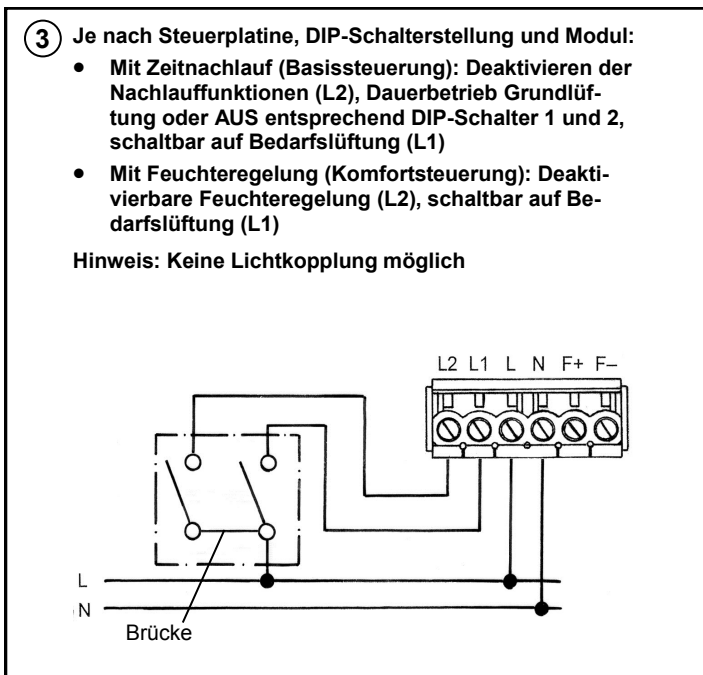 3 Je nach Steuerplatine, DIP-Schalterstellung und Modul:
• Mit Zeitnachlauf (Basissteuerung): Deaktivieren der
Nachlauffunktionen (L2), Dauerbetrieb Grundlüf-
tung oder AUS entsprechend DIP-Schalter 1 und 2,
schaltbar auf Bedarfslüftung (L1)
• Mit Feuchteregelung (Komfortsteuerung): Deakti-
vierbare Feuchteregelung (L2), schaltbar auf Be-
darfslüftung (L1)
Hinweis: Keine Lichtkopplung möglich
L2 L1 L N F+ F–
L
N
Brücke